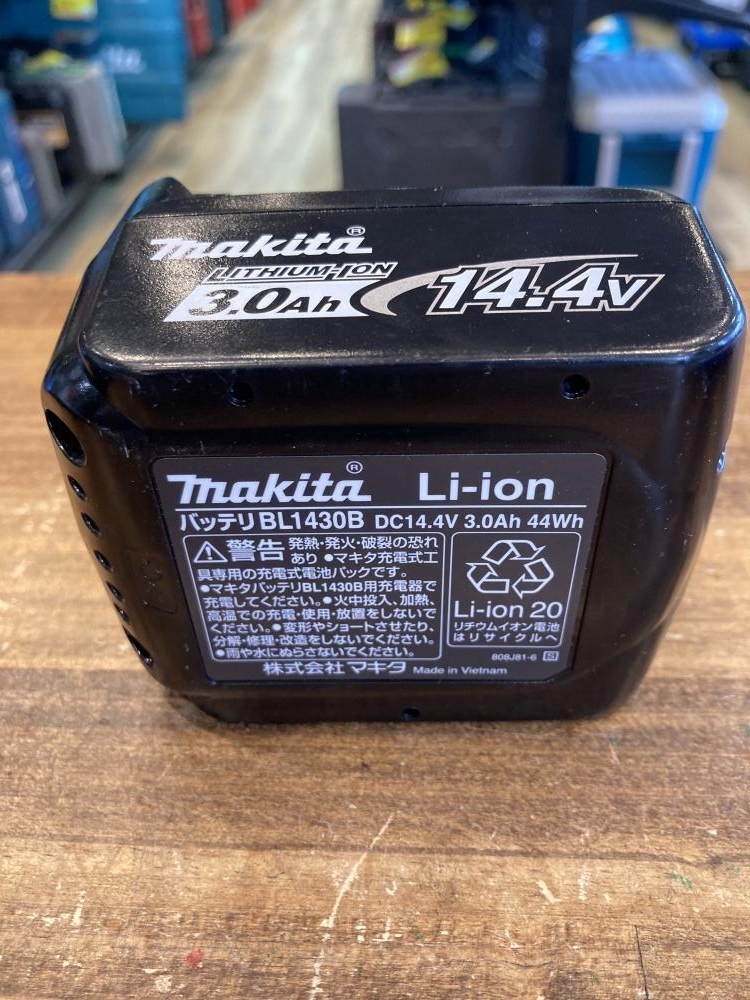 makita®
LITHIUM-ION
3.0Ah 14.4V
makita® Li-ion
バッテリ BL1430B DC14.4V 3.0Ah 44Wh
⚠警告 発熱・発火・破裂の恐れ
あり ●マキタ充電式工
具専用の充電式電池パックです。
●マキタバッテリBL1430B用充電器で
充電してください。●火中投入、加熱、
高温での充電・使用・放置をしないで
ください。●変形やショートさせたり、
分解・修理・改造をしないでください。
●雨や水にぬらさないでください。
Li-ion 20
リチウムイオン電池
はリサイクルへ
808J81-6 S
株式会社マキタ Made in Vietnam